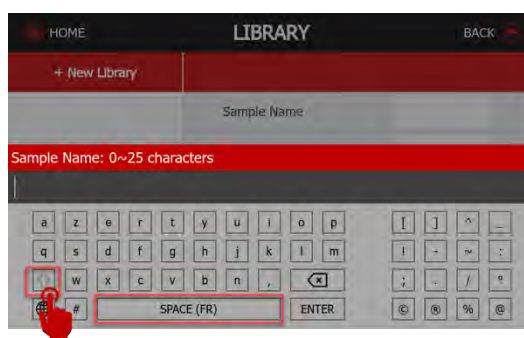 HOME LIBRARY BACK
+ New Library
Sample Name
Sample Name: 0~25 characters
a z e r t y u i o p [ ] ^ _
q s d f g h j k l m ! - ~ :
w x c v b n , ; . / °
# SPACE (FR) ENTER © ® % @